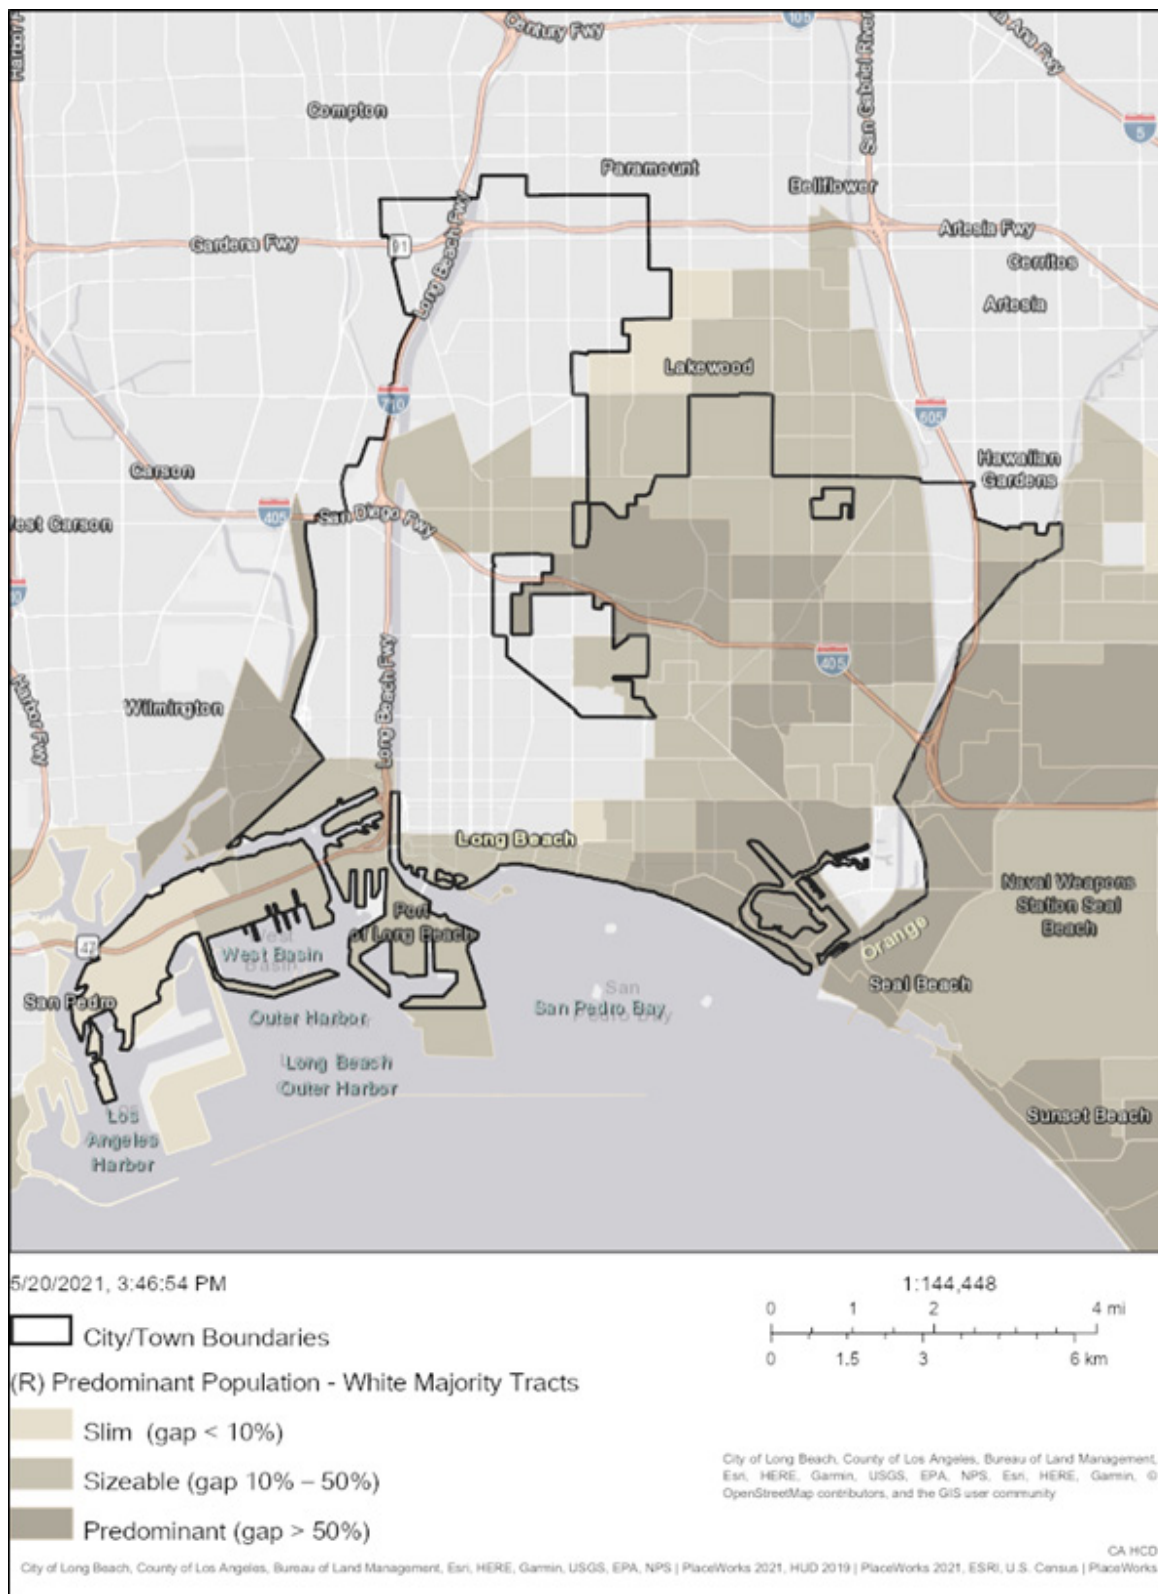 Century Fwy
105
San Gabriel River
5
Compton
Paramount
Bellflower
Long Beach Fwy
Gardena Fwy
91
Artesia Fwy
Cerritos
Artesia
Lakewood
710
605
Carson
Hawaiian
Gardens
405
San Diego Fwy
Long Beach Fwy
405
Harbor Fwy
Wilmington
Long Beach
Naval Weapons
Station Seal
Beach
Port
of Long Beach
Orange
47
West Basin
San Pedro
Seal Beach
San
San Pedro Bay
Outer Harbor
Long Beach
Outer Harbor
Los
Angeles
Harbor
Sunset Beach
5/20/2021, 3:46:54 PM
1:144,448
0 1 2 4 mi
0 1.5 3 6 km
City/Town Boundaries
(R) Predominant Population - White Majority Tracts
Slim (gap < 10%)
Sizeable (gap 10% – 50%)
Predominant (gap > 50%)
City of Long Beach, County of Los Angeles, Bureau of Land Management,
Esri, HERE, Garmin, USGS, EPA, NPS, Esri, HERE, Garmin, ©
OpenStreetMap contributors, and the GIS user community
CA HCD
City of Long Beach, County of Los Angeles, Bureau of Land Management, Esri, HERE, Garmin, USGS, EPA, NPS | PlaceWorks 2021, HUD 2019 | PlaceWorks 2021, ESRI, U.S. Census | PlaceWorks